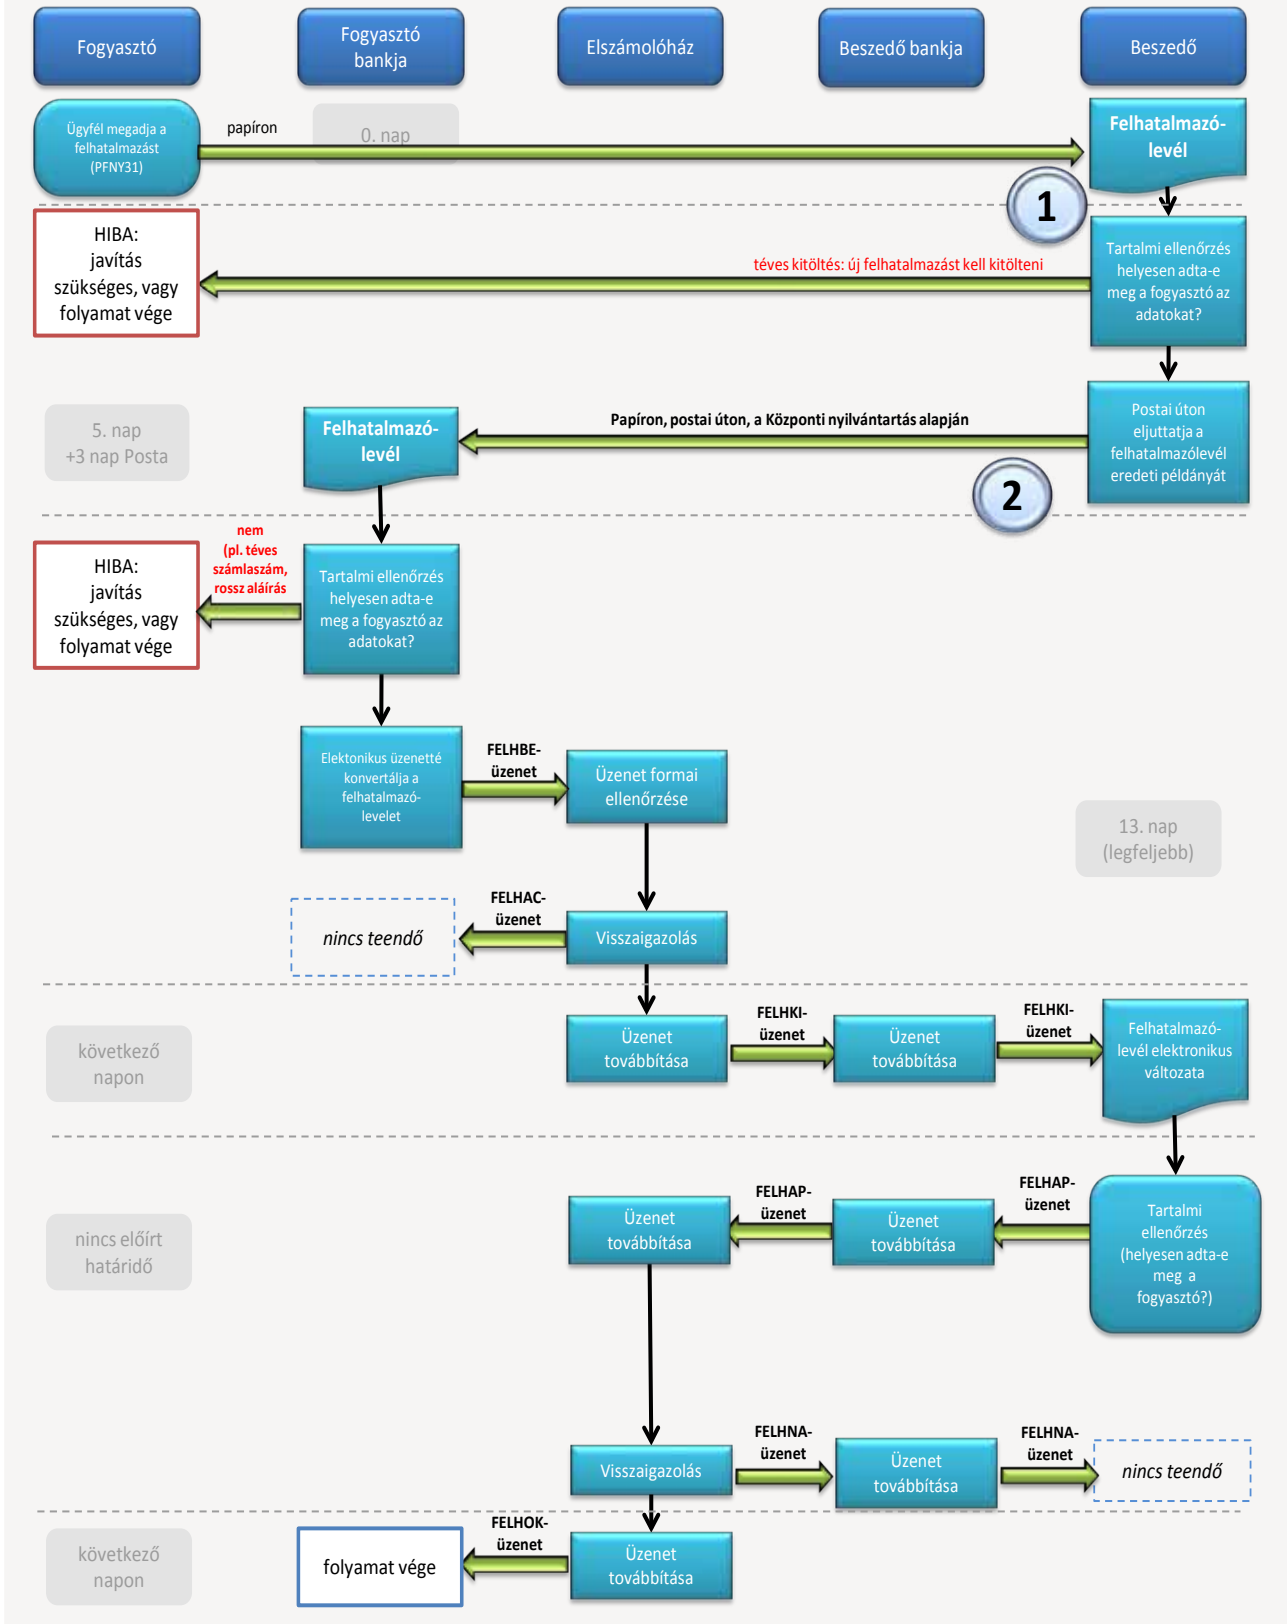 Fogyasztó
Fogyasztó
bankja
Elszámolóház
Beszedő bankja
Beszedő
Ügyfél megadja a
felhatalmazást
(PFNY31)
papíron
0. nap
Felhatalmazó-
levél
1
HIBA:
javítás
szükséges, vagy
folyamat vége
téves kitöltés: új felhatalmazást kell kitölteni
Tartalmi ellenőrzés
helyesen adta-e
meg a fogyasztó az
adatokat?
5. nap
+3 nap Posta
Felhatalmazó-
levél
Papíron, postai úton, a Központi nyilvántartás alapján
Postai úton
eljuttatja a
felhatalmazólevél
eredeti példányát
2
HIBA:
javítás
szükséges, vagy
folyamat vége
nem
(pl. téves
számlaszám,
rossz aláírás
Tartalmi ellenőrzés
helyesen adta-e
meg a fogyasztó az
adatokat?
Elektonikus üzenetté
konvertálja a
felhatalmazó-
levelet
FELHBE-
üzenet
Üzenet formai
ellenőrzése
13. nap
(legfeljebb)
nincs teendő
FELHAC-
üzenet
Visszaigazolás
következő
napon
Üzenet
továbbítása
FELHKI-
üzenet
Üzenet
továbbítása
FELHKI-
üzenet
Felhatalmazó-
levél elektronikus
változata
nincs előírt
határidő
Üzenet
továbbítása
FELHAP-
üzenet
Üzenet
továbbítása
FELHAP-
üzenet
Tartalmi
ellenőrzés
(helyesen adta-e
meg a
fogyasztó?)
Visszaigazolás
FELHNA-
üzenet
Üzenet
továbbítása
FELHNA-
üzenet
nincs teendő
következő
napon
folyamat vége
FELHOK-
üzenet
Üzenet
továbbítása